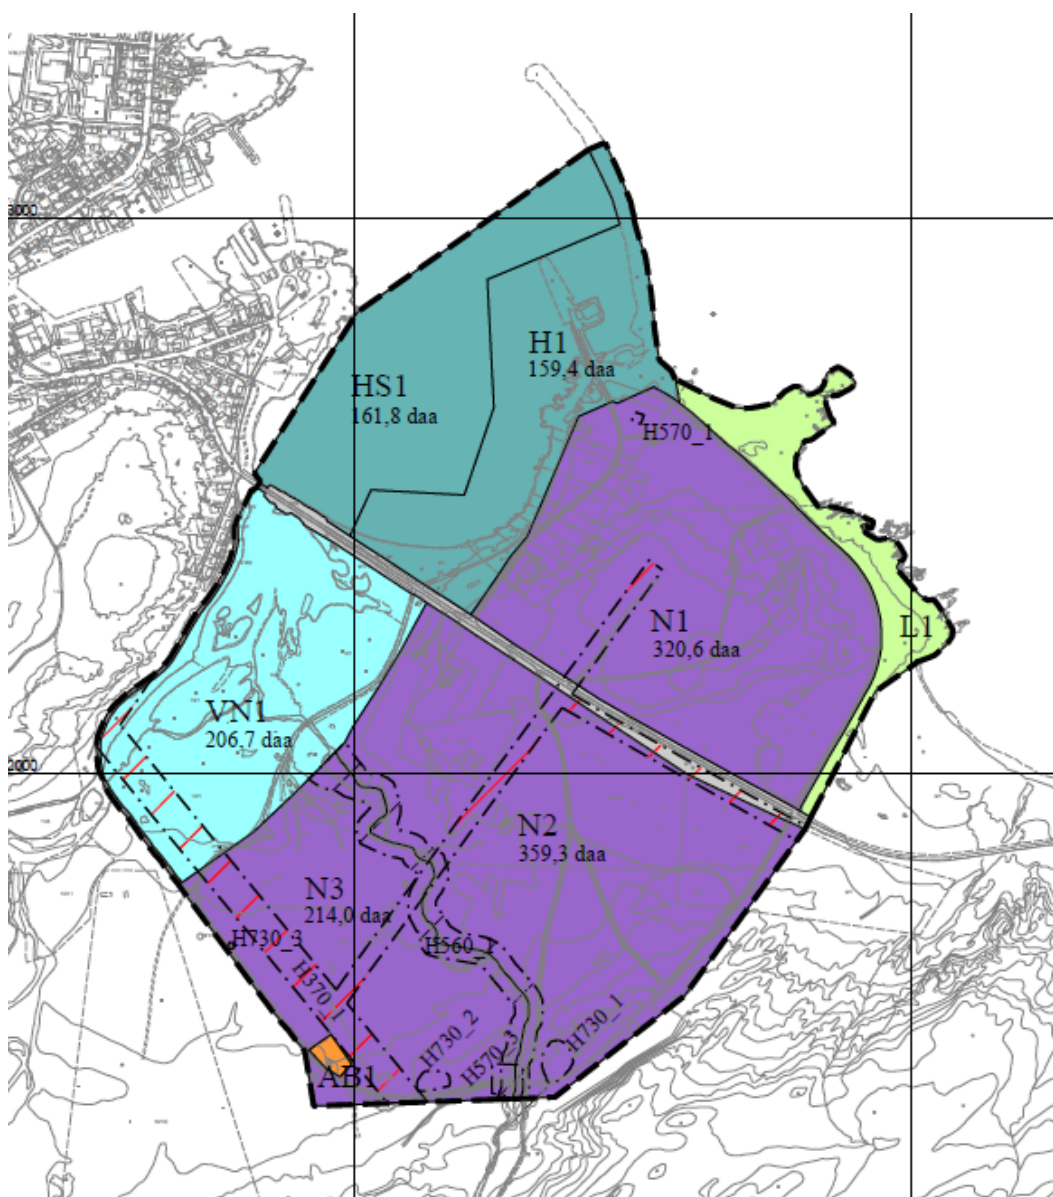 3000
H1
159,4 daa
HS1
161,8 daa
H570_1
N1
320,6 daa
L1
VN1
206,7 daa
2000
N2
359,3 daa
N3
214,0 daa
H730_3
H560_1
H370_1
H730_1
H730_2
H570_3
AB1